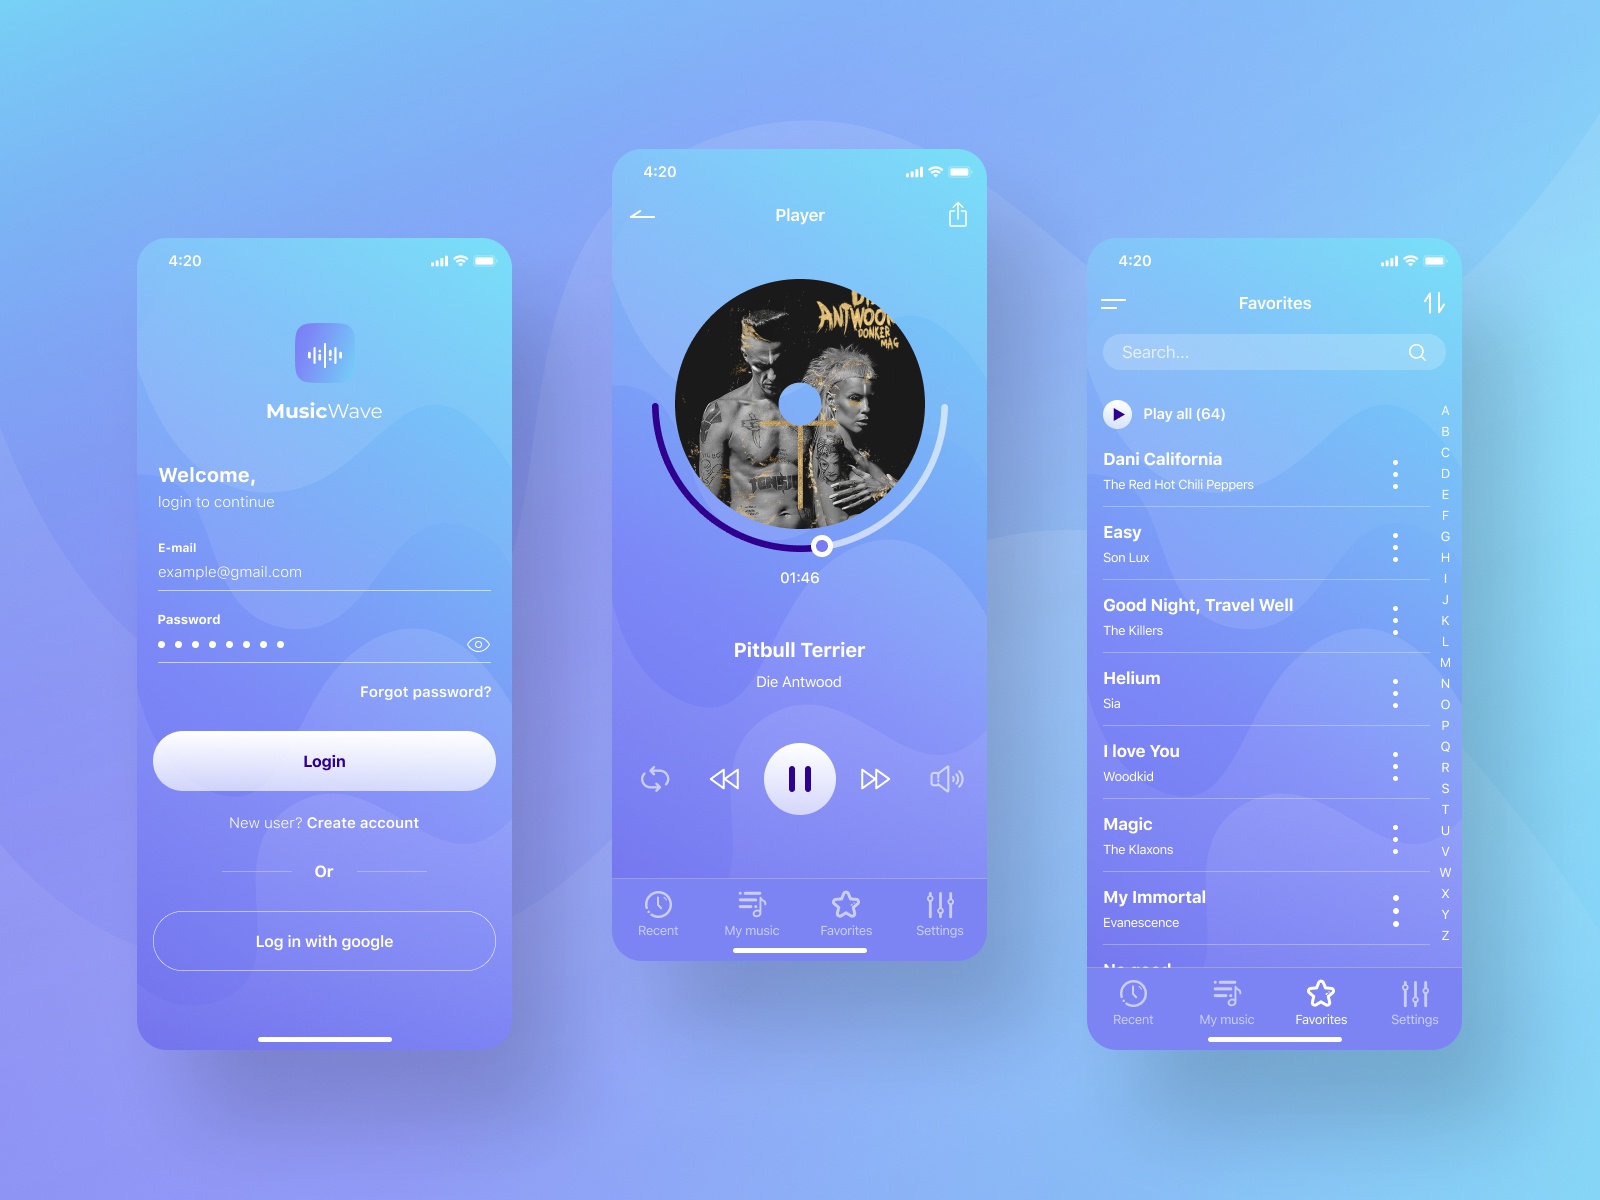 4:20
MusicWave
Welcome,
login to continue
E-mail
example@gmail.com
Password
Forgot password?
Login
New user? Create account
Or
Log in with google
4:20
Player
ANTWOOR
DONKER
MAG
01:46
Pitbull Terrier
Die Antwood
Recent
My music
Favorites
Settings
4:20
Favorites
Search...
Play all (64)
Dani California
The Red Hot Chili Peppers
Easy
Son Lux
Good Night, Travel Well
The Killers
Helium
Sia
I love You
Woodkid
Magic
The Klaxons
My Immortal
Evanescence
A
B
C
D
E
F
G
H
I
J
K
L
M
N
O
P
Q
R
S
T
U
V
W
X
Y
Z
Recent
My music
Favorites
Settings